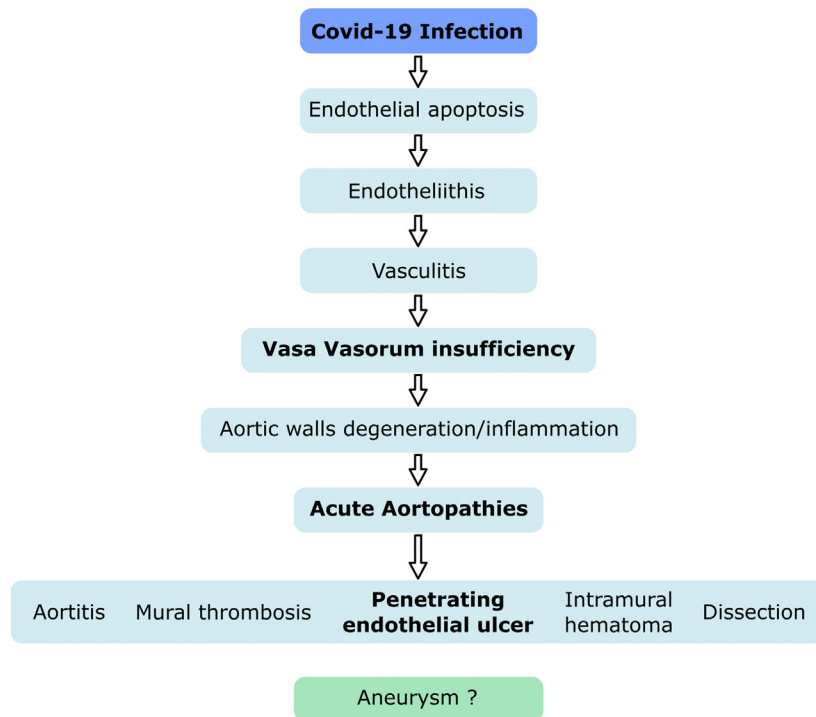 Covid-19 Infection
Endothelial apoptosis
Endotheliithis
Vasculitis
Vasa Vasorum insufficiency
Aortic walls degeneration/inflammation
Acute Aortopathies
Aortitis
Mural thrombosis
Penetrating
endothelial ulcer
Intramural
hematoma
Dissection
Aneurysm ?